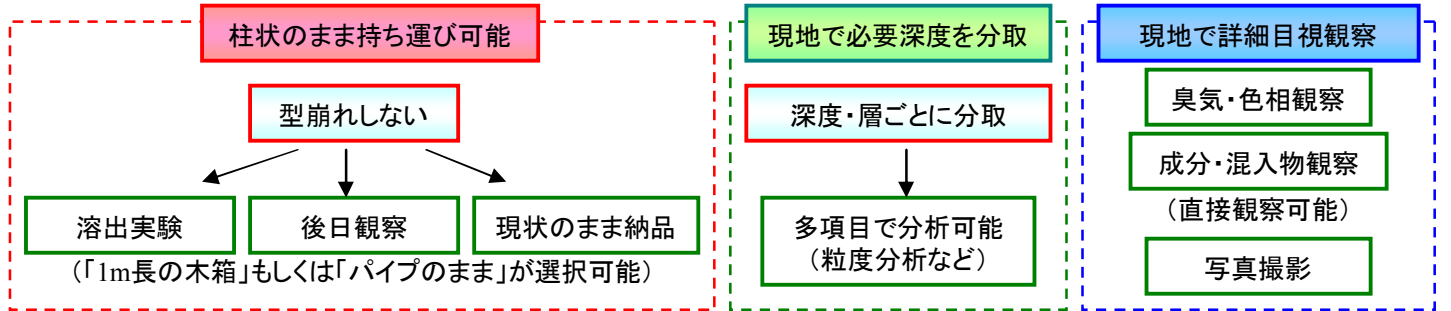 柱状のまま持ち運び可能
型崩れしない
溶出実験
後日観察
現状のまま納品
（「1m長の木箱」もしくは「パイプのまま」が選択可能）
現地で必要深度を分取
深度・層ごとに分取
多項目で分析可能
（粒度分析など）
現地で詳細目視観察
臭気・色相観察
成分・混入物観察
（直接観察可能）
写真撮影